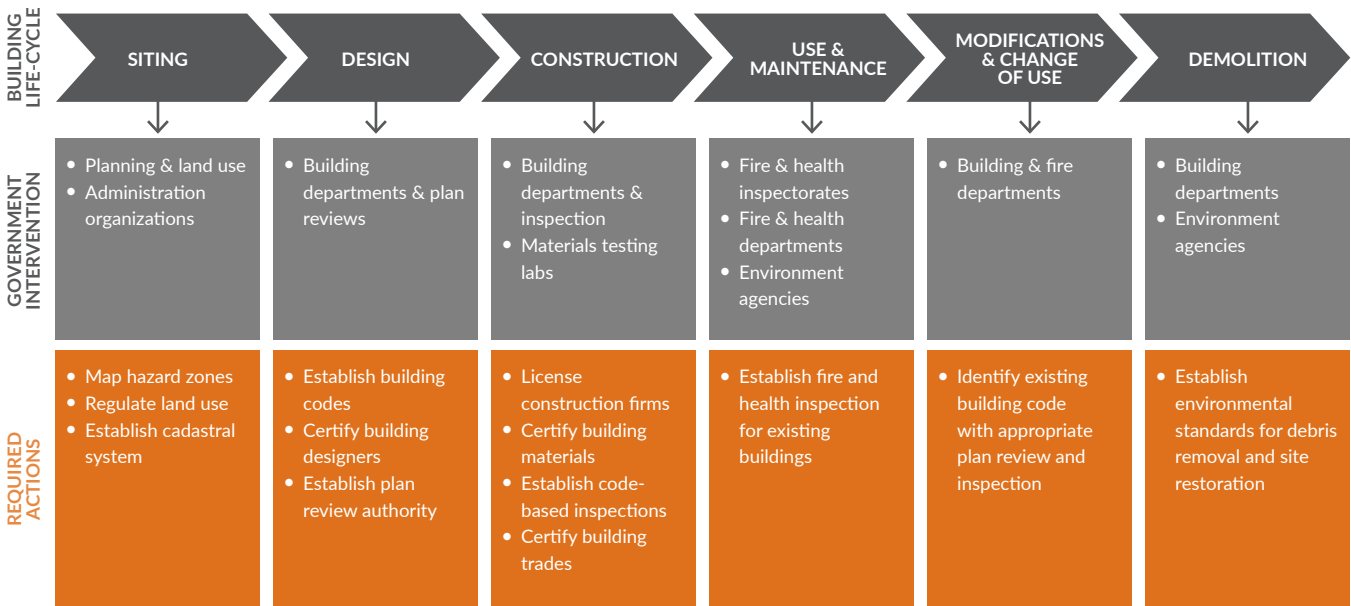 BUILDING
LIFE-CYCLE
SITING
DESIGN
CONSTRUCTION
USE &
MAINTENANCE
MODIFICATIONS
& CHANGE
OF USE
DEMOLITION
GOVERNMENT
INTERVENTION
• Planning & land use
• Administration
organizations
• Building
departments & plan
reviews
• Building
departments &
inspection
• Materials testing
labs
• Fire & health
inspectorates
• Fire & health
departments
• Environment
agencies
• Building & fire
departments
• Building
departments
• Environment
agencies
REQUIRED
ACTIONS
• Map hazard zones
• Regulate land use
• Establish cadastral
system
• Establish building
codes
• Certify building
designers
• Establish plan
review authority
• License
construction firms
• Certify building
materials
• Establish code-
based inspections
• Certify building
trades
• Establish fire and
health inspection
for existing
buildings
• Identify existing
building code
with appropriate
plan review and
inspection
• Establish
environmental
standards for debris
removal and site
restoration